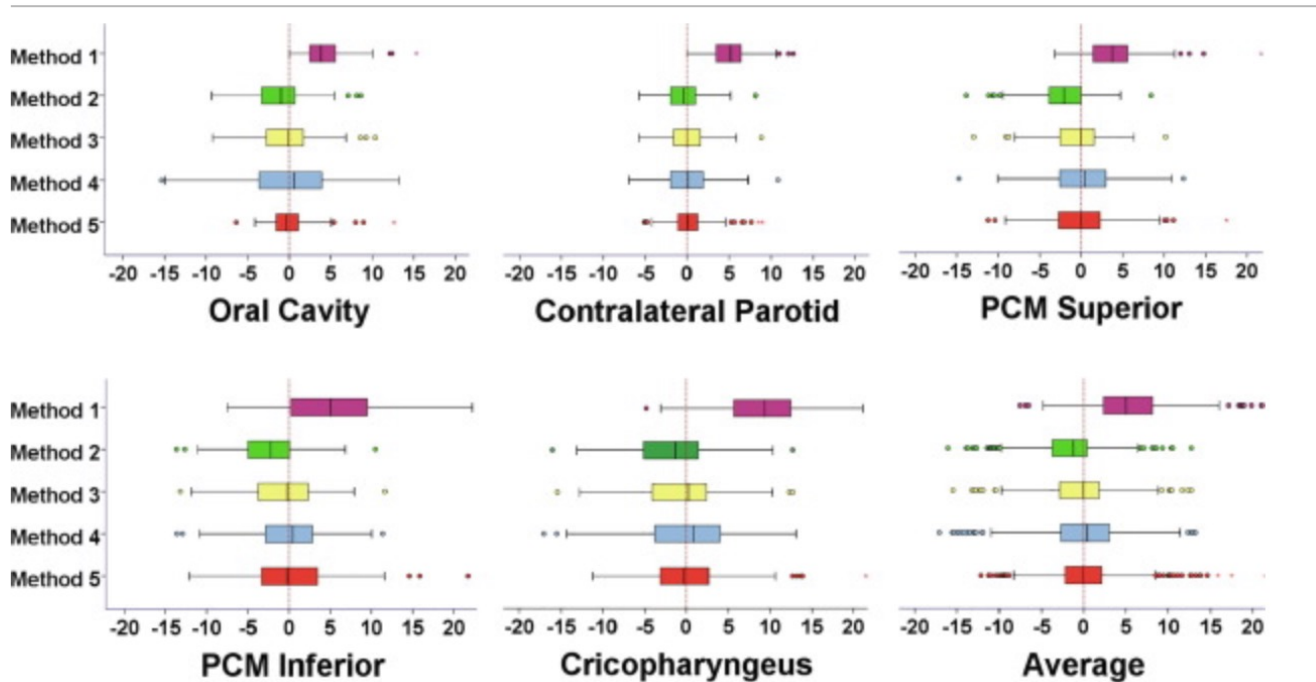 Method 1
Method 2
Method 3
Method 4
Method 5
-20 -15 -10 -5 0 5 10 15 20
Oral Cavity
-20 -15 -10 -5 0 5 10 15 20
Contralateral Parotid
-20 -15 -10 -5 0 5 10 15 20
PCM Superior
Method 1
Method 2
Method 3
Method 4
Method 5
-20 -15 -10 -5 0 5 10 15 20
PCM Inferior
-20 -15 -10 -5 0 5 10 15 20
Cricopharyngeus
-20 -15 -10 -5 0 5 10 15 20
Average